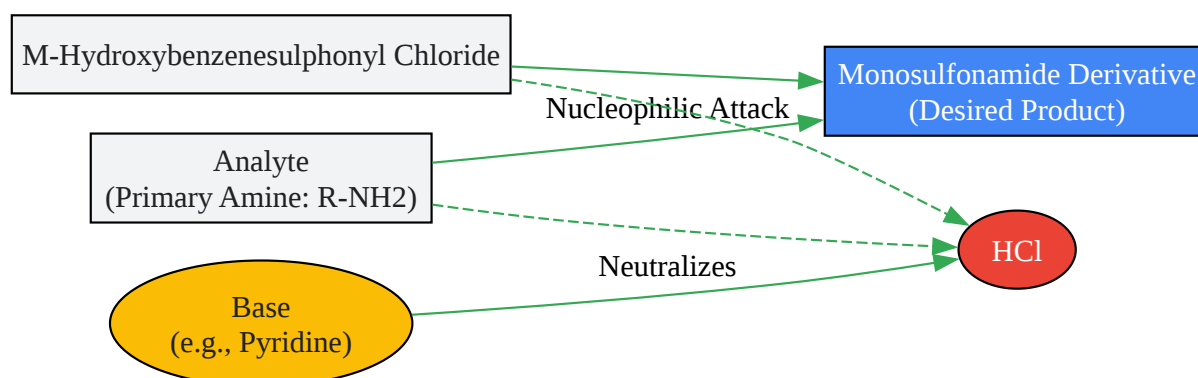 M-Hydroxybenzenesulphonyl Chloride
Monosulfonamide Derivative
(Desired Product)
Nucleophilic Attack
Analyte
(Primary Amine: R-NH2)
HCl
Neutralizes
Base
(e.g., Pyridine)